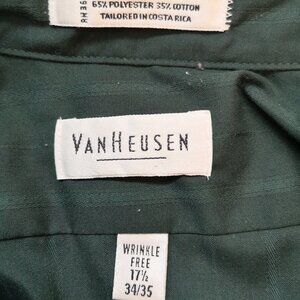 65% POLYESTER 35% COTTON
TAILORED IN COSTA RICA
VANHEUSEN
WRINKLE
FREE
17½
34/35